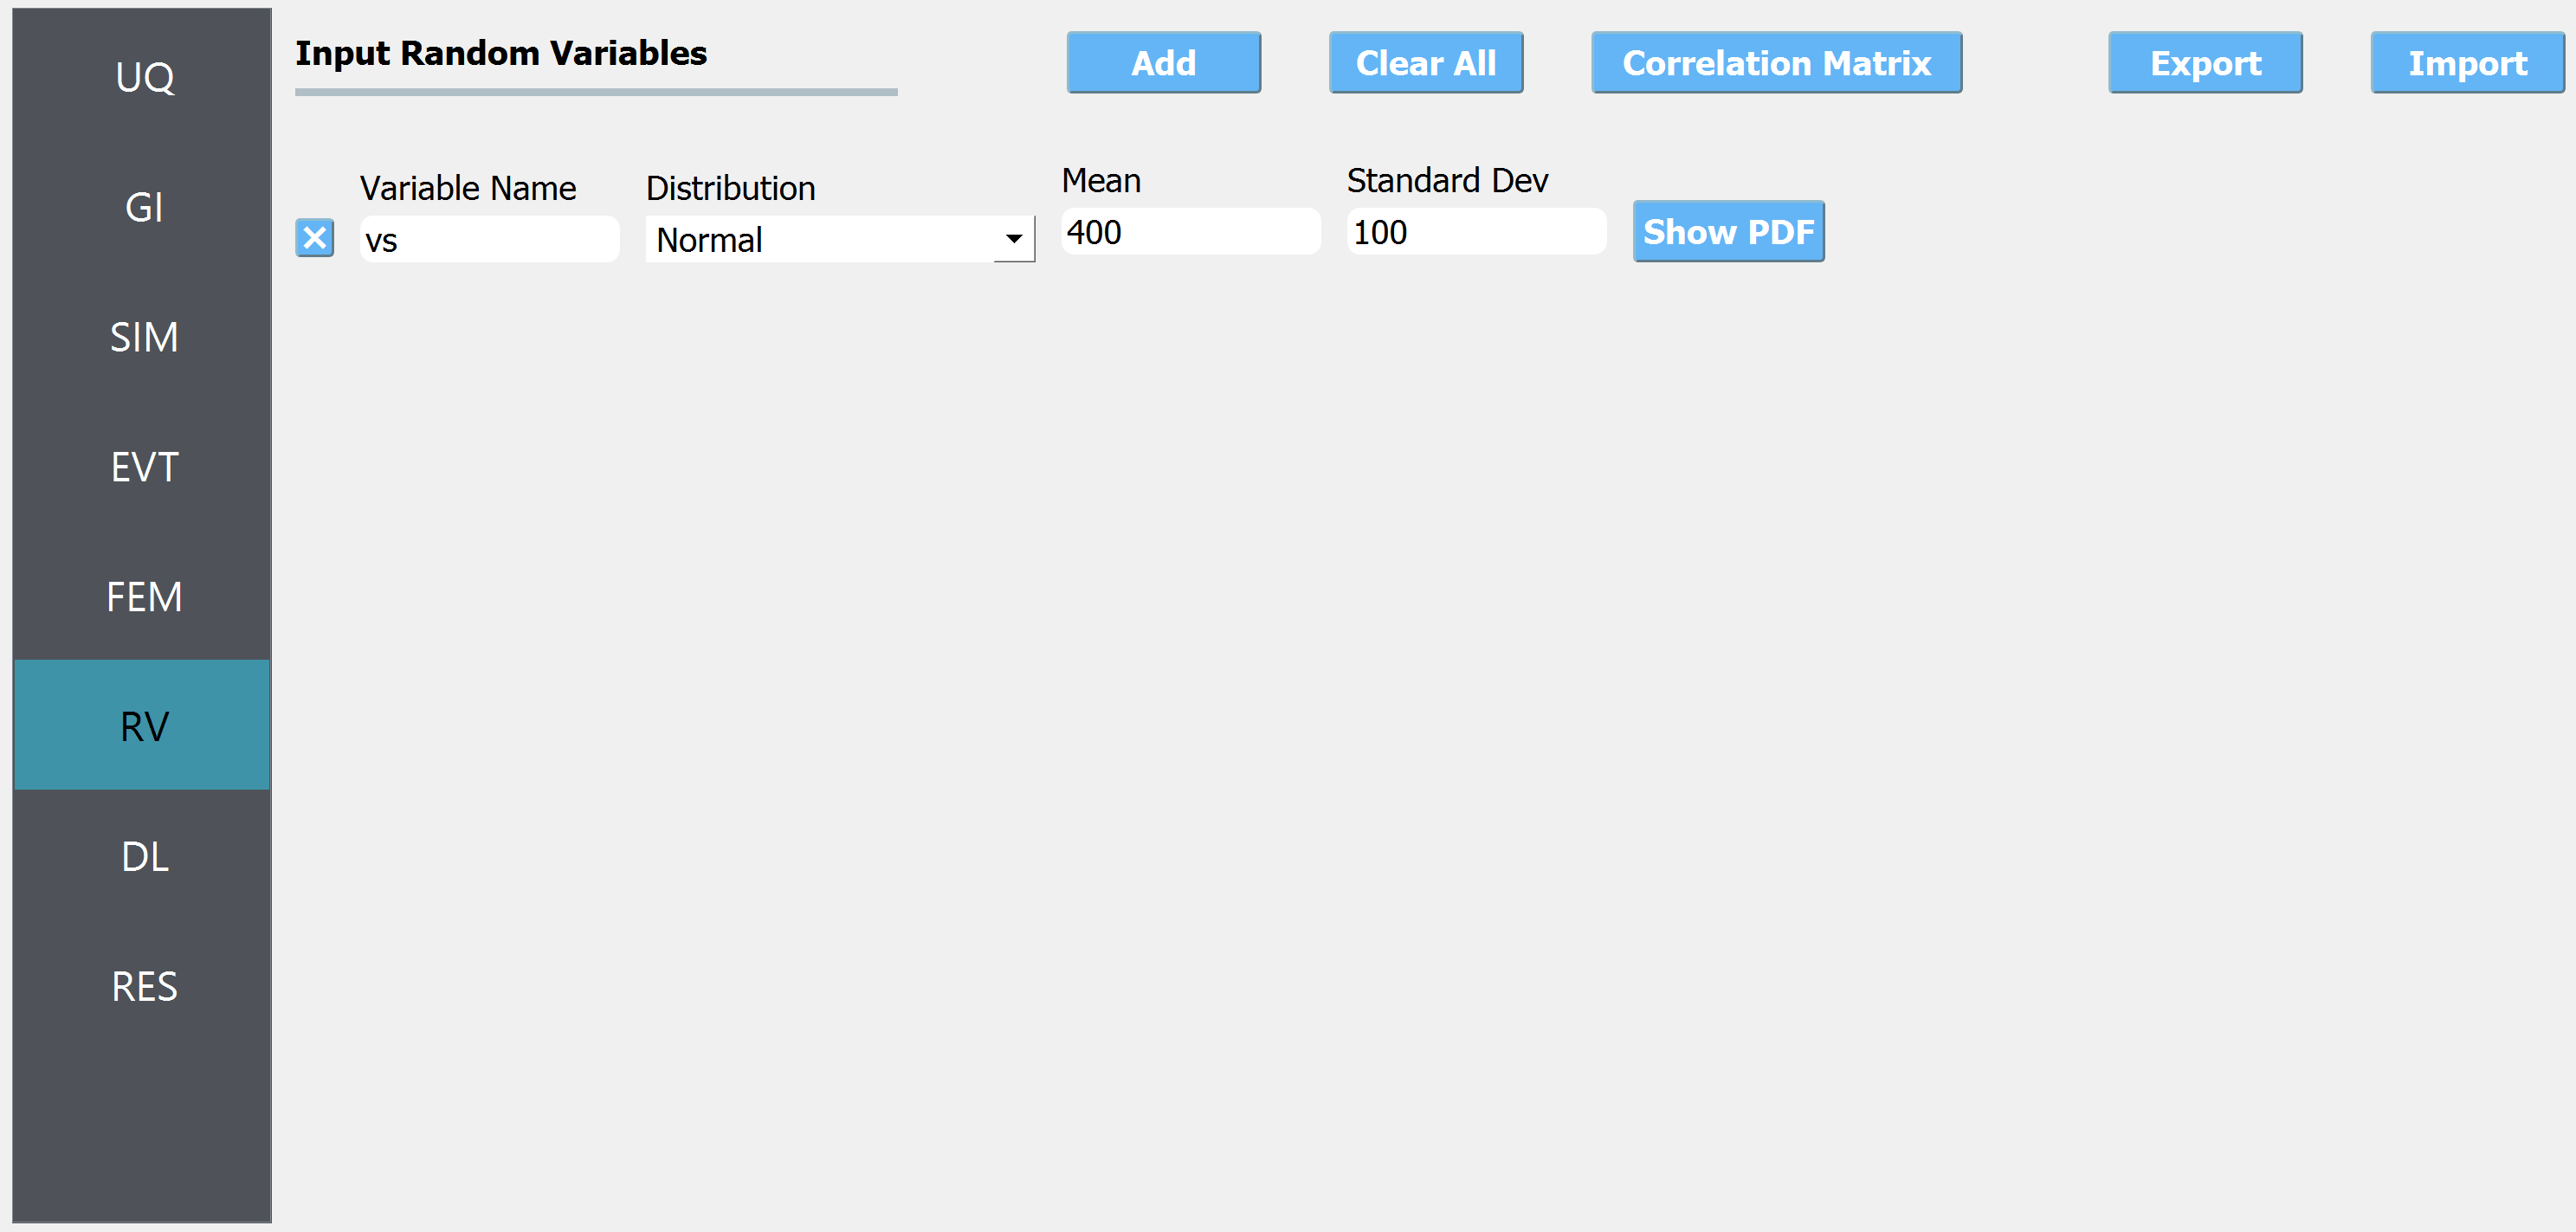 UQ
GI
SIM
EVT
FEM
RV
DL
RES
Input Random Variables
Add
Clear All
Correlation Matrix
Export
Import
Variable Name
Distribution
Mean
Standard Dev
vs
Normal
400
100
Show PDF